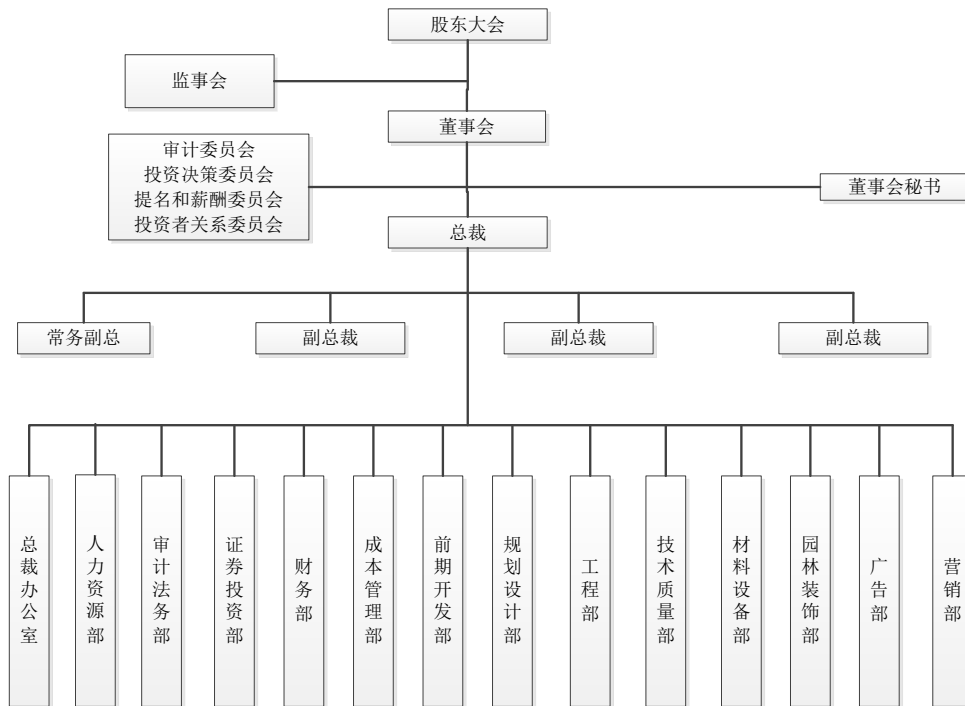 股东大会
监事会
董事会
审计委员会
投资决策委员会
提名和薪酬委员会
投资者关系委员会
董事会秘书
总裁
常务副总
副总裁
副总裁
副总裁
总裁办公室
人力资源部
审计法务部
证券投资部
财务部
成本管理部
前期开发部
规划设计部
工程部
技术质量部
材料设备部
园林装饰部
广告部
营销部